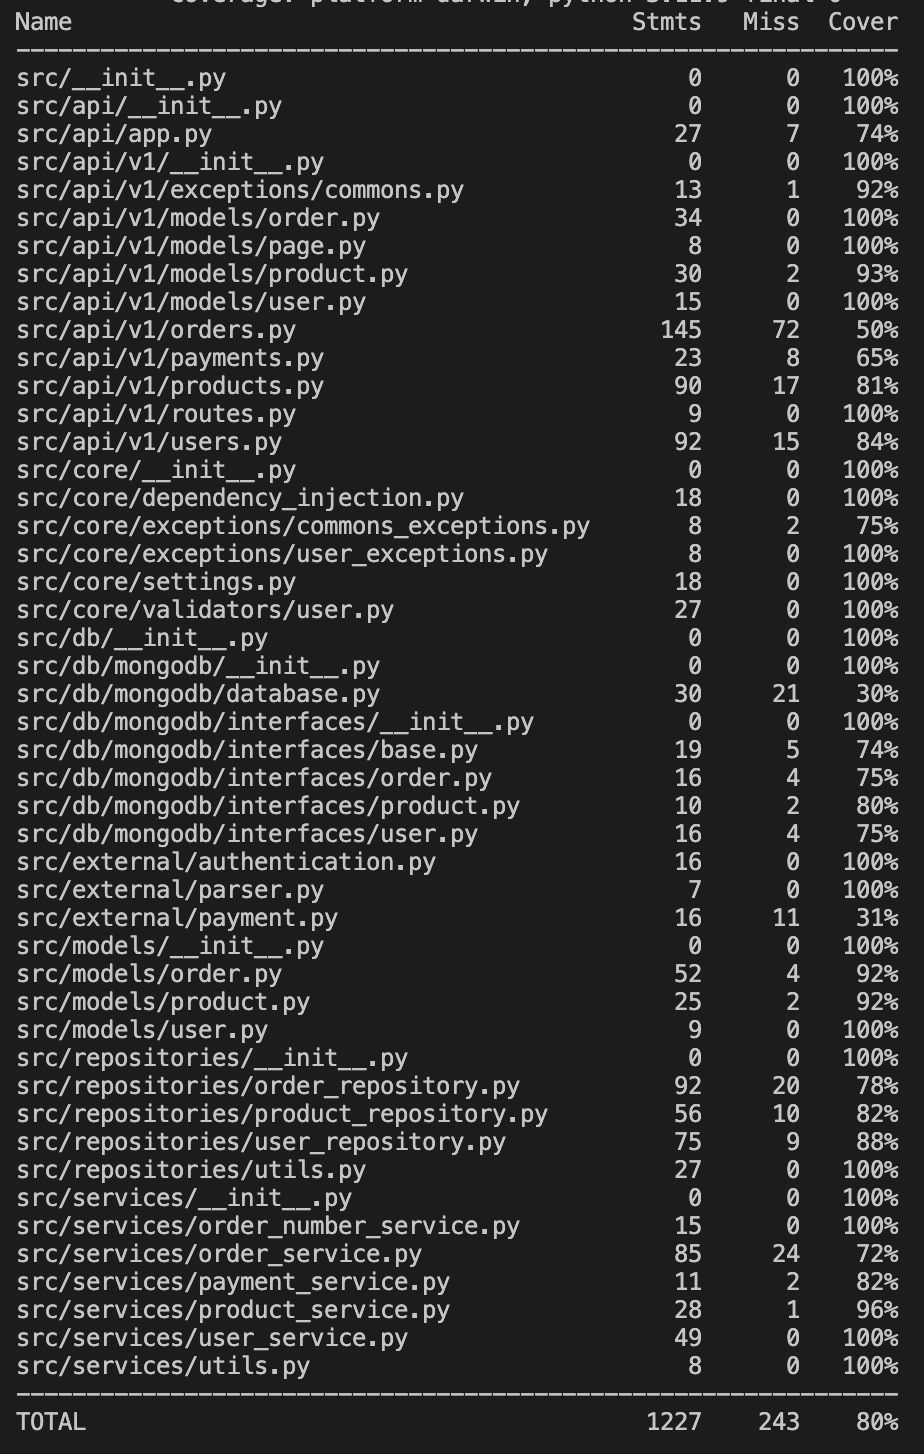 Name Stmts Miss Cover
src/__init__.py 0 0 100%
src/api/__init__.py 0 0 100%
src/api/app.py 27 7 74%
src/api/v1/__init__.py 0 0 100%
src/api/v1/exceptions/commons.py 13 1 92%
src/api/v1/models/order.py 34 0 100%
src/api/v1/models/page.py 8 0 100%
src/api/v1/models/product.py 30 2 93%
src/api/v1/models/user.py 15 0 100%
src/api/v1/orders.py 145 72 50%
src/api/v1/payments.py 23 8 65%
src/api/v1/products.py 90 17 81%
src/api/v1/routes.py 9 0 100%
src/api/v1/users.py 92 15 84%
src/core/__init__.py 0 0 100%
src/core/dependency_injection.py 18 0 100%
src/core/exceptions/commons_exceptions.py 8 2 75%
src/core/exceptions/user_exceptions.py 8 0 100%
src/core/settings.py 18 0 100%
src/core/validators/user.py 27 0 100%
src/db/__init__.py 0 0 100%
src/db/mongodb/__init__.py 0 0 100%
src/db/mongodb/database.py 30 21 30%
src/db/mongodb/interfaces/__init__.py 0 0 100%
src/db/mongodb/interfaces/base.py 19 5 74%
src/db/mongodb/interfaces/order.py 16 4 75%
src/db/mongodb/interfaces/product.py 10 2 80%
src/db/mongodb/interfaces/user.py 16 4 75%
src/external/authentication.py 16 0 100%
src/external/parser.py 7 0 100%
src/external/payment.py 16 11 31%
src/models/__init__.py 0 0 100%
src/models/order.py 52 4 92%
src/models/product.py 25 2 92%
src/models/user.py 9 0 100%
src/repositories/__init__.py 0 0 100%
src/repositories/order_repository.py 92 20 78%
src/repositories/product_repository.py 56 10 82%
src/repositories/user_repository.py 75 9 88%
src/repositories/utils.py 27 0 100%
src/services/__init__.py 0 0 100%
src/services/order_number_service.py 15 0 100%
src/services/order_service.py 85 24 72%
src/services/payment_service.py 11 2 82%
src/services/product_service.py 28 1 96%
src/services/user_service.py 49 0 100%
src/services/utils.py 8 0 100%
TOTAL 1227 243 80%